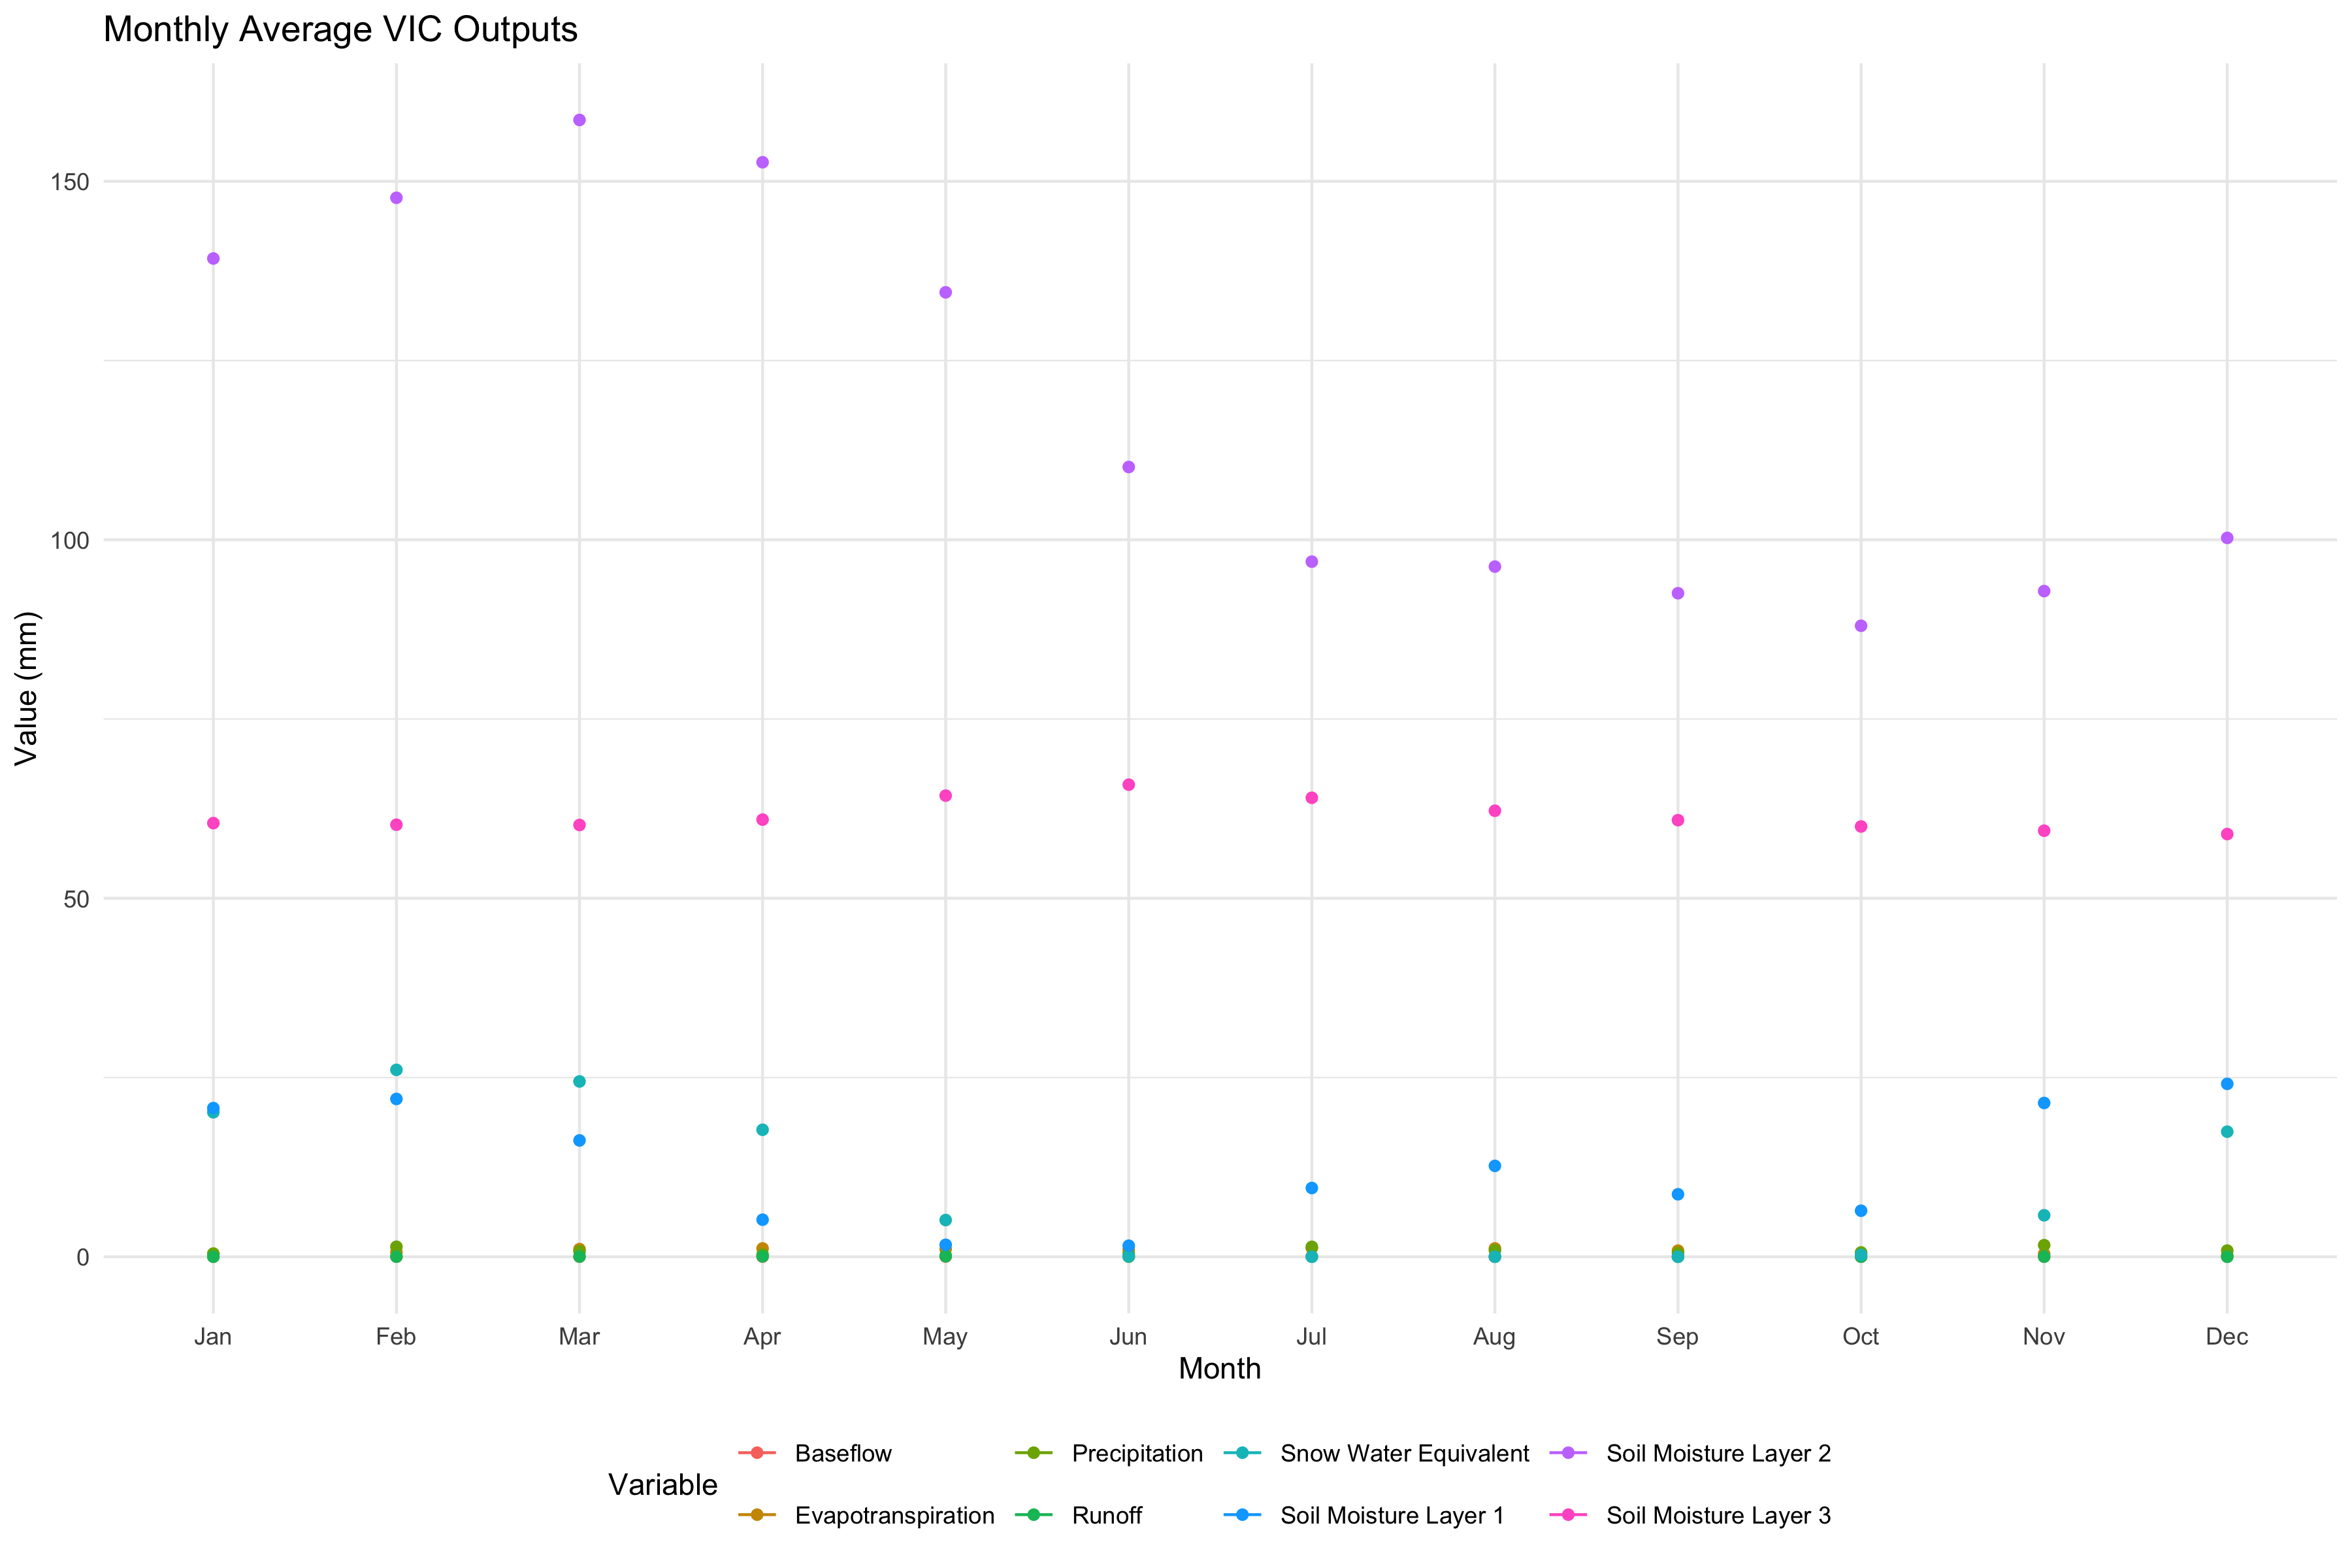 Monthly Average VIC Outputs
Value (mm)
150
100
50
0
Jan Feb Mar Apr May Jun Jul Aug Sep Oct Nov Dec
Month
Variable
Baseflow Precipitation Snow Water Equivalent Soil Moisture Layer 2
Evapotranspiration Runoff Soil Moisture Layer 1 Soil Moisture Layer 3